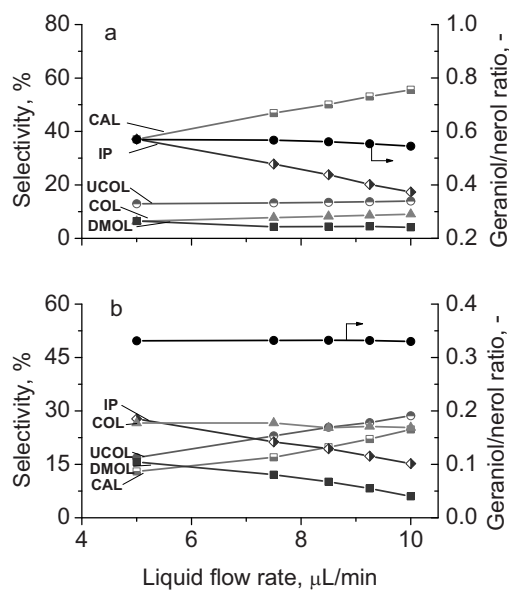 a
Selectivity, %
80
60
40
20
0
CAL
IP
UCOL
COL
DMOL
1.0
0.8
0.6
0.4
0.2
Geraniol/nerol ratio, -
b
Selectivity, %
60
45
30
15
0
IP
COL
UCOL
DMOL
CAL
0.4
0.3
0.2
0.1
0.0
Geraniol/nerol ratio, -
4 6 8 10
Liquid flow rate, μL/min